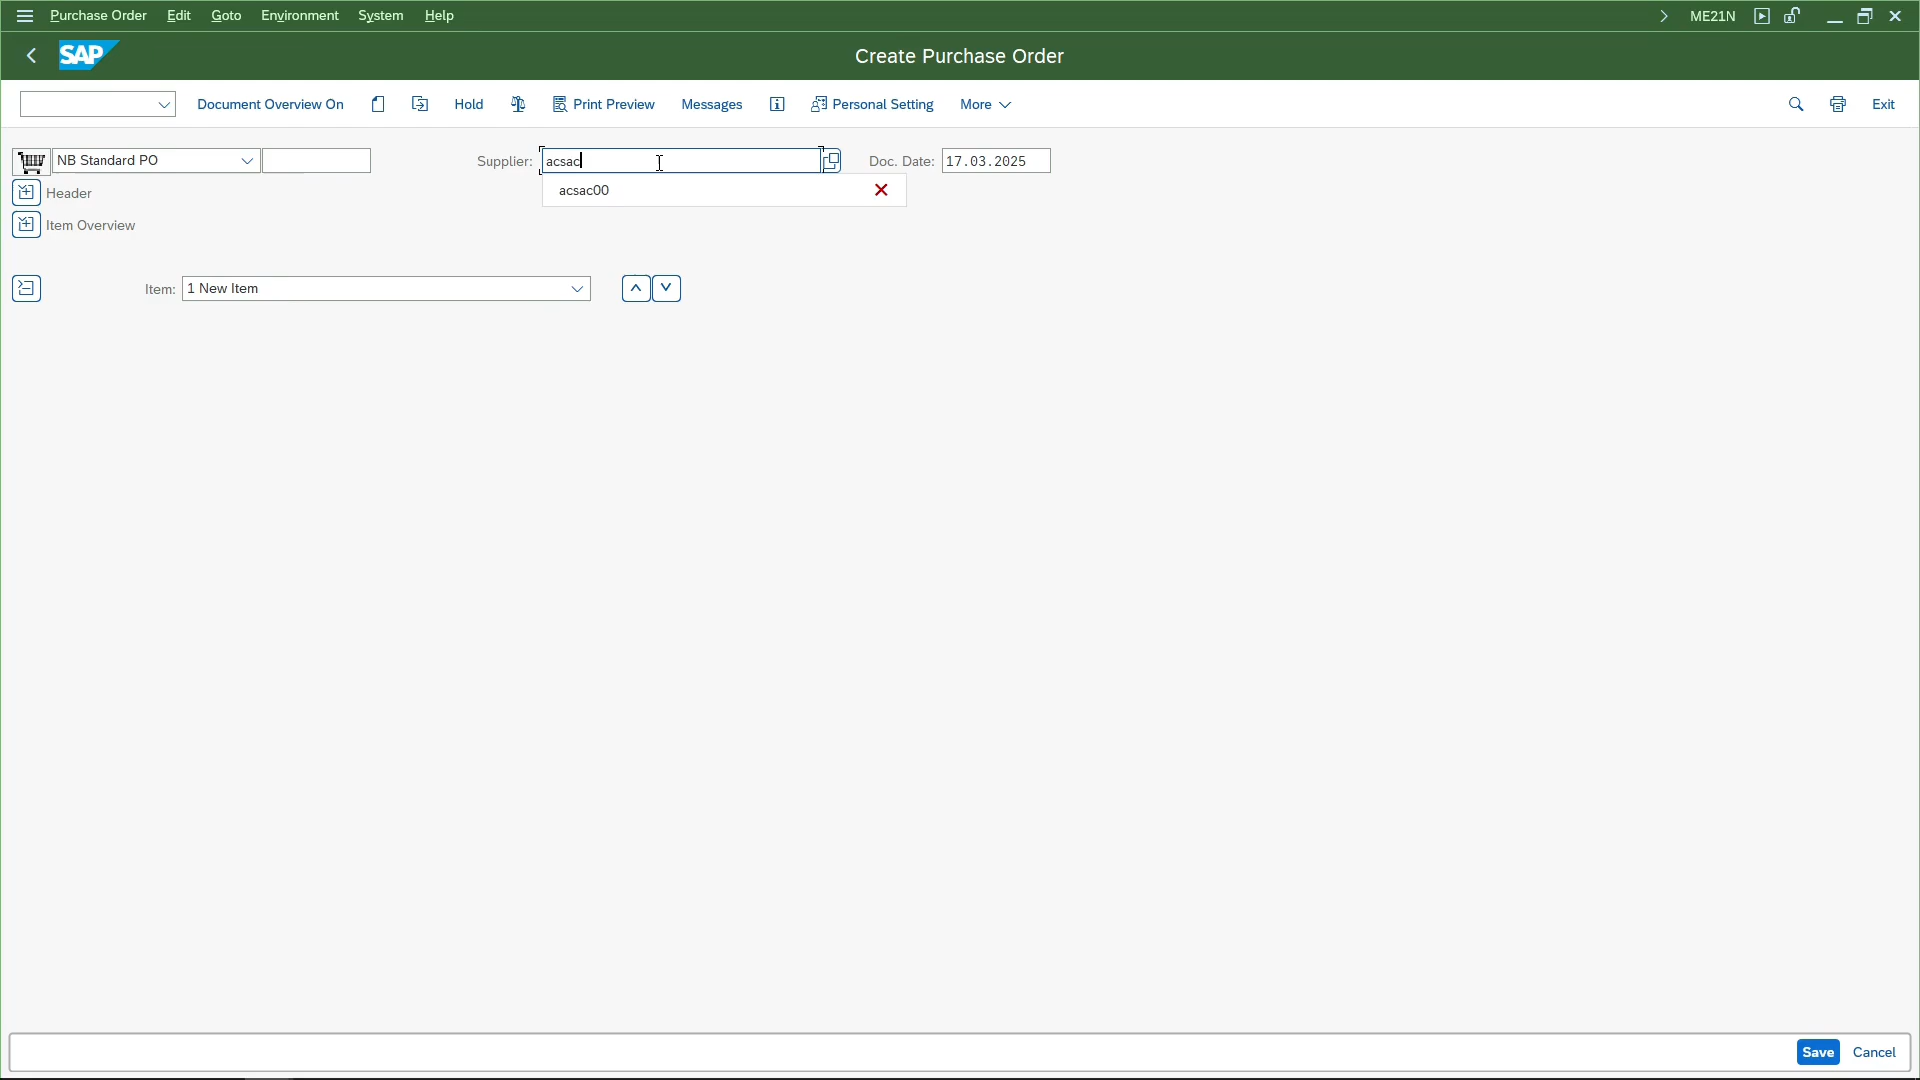 Purchase Order Edit Goto Environment System Help ME21N
SAP Create Purchase Order
Document Overview On Hold Print Preview Messages Personal Setting More Exit
NB Standard PO Supplier: acsac Doc. Date: 17.03.2025
acsac00
Header
Item Overview
Item: 1 New Item
Save Cancel